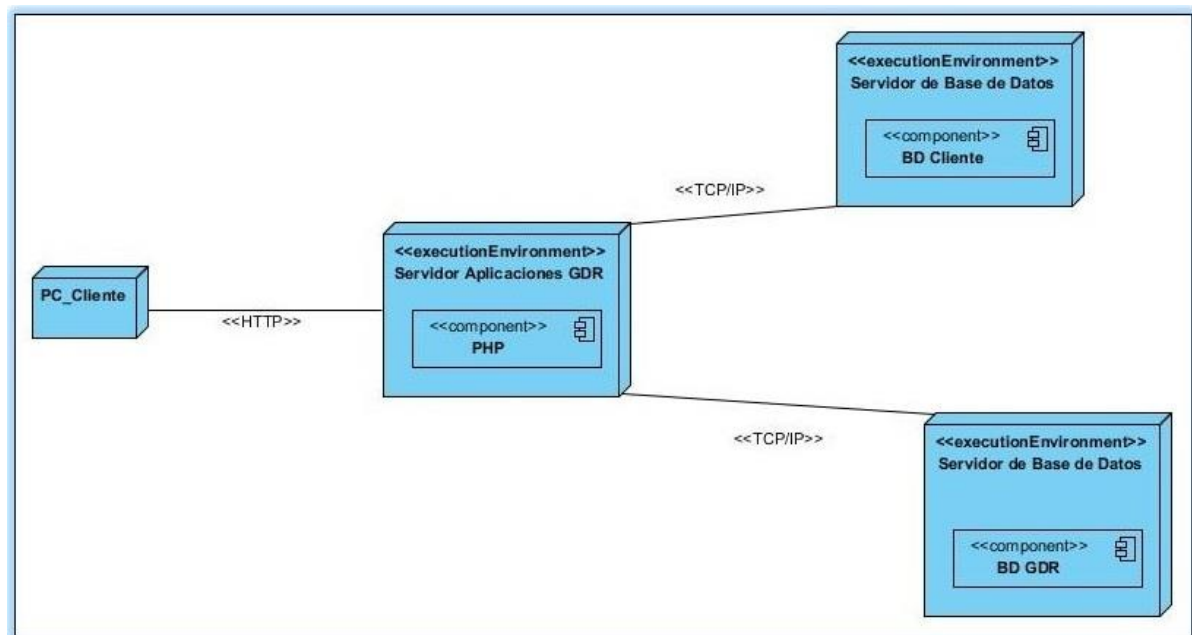 <<executionEnvironment>>
Servidor de Base de Datos
<<component>>
BD Cliente
<<TCP/IP>>
<<executionEnvironment>>
Servidor Aplicaciones GDR
<<component>>
PHP
PC_Cliente
<<HTTP>>
<<TCP/IP>>
<<executionEnvironment>>
Servidor de Base de Datos
<<component>>
BD GDR